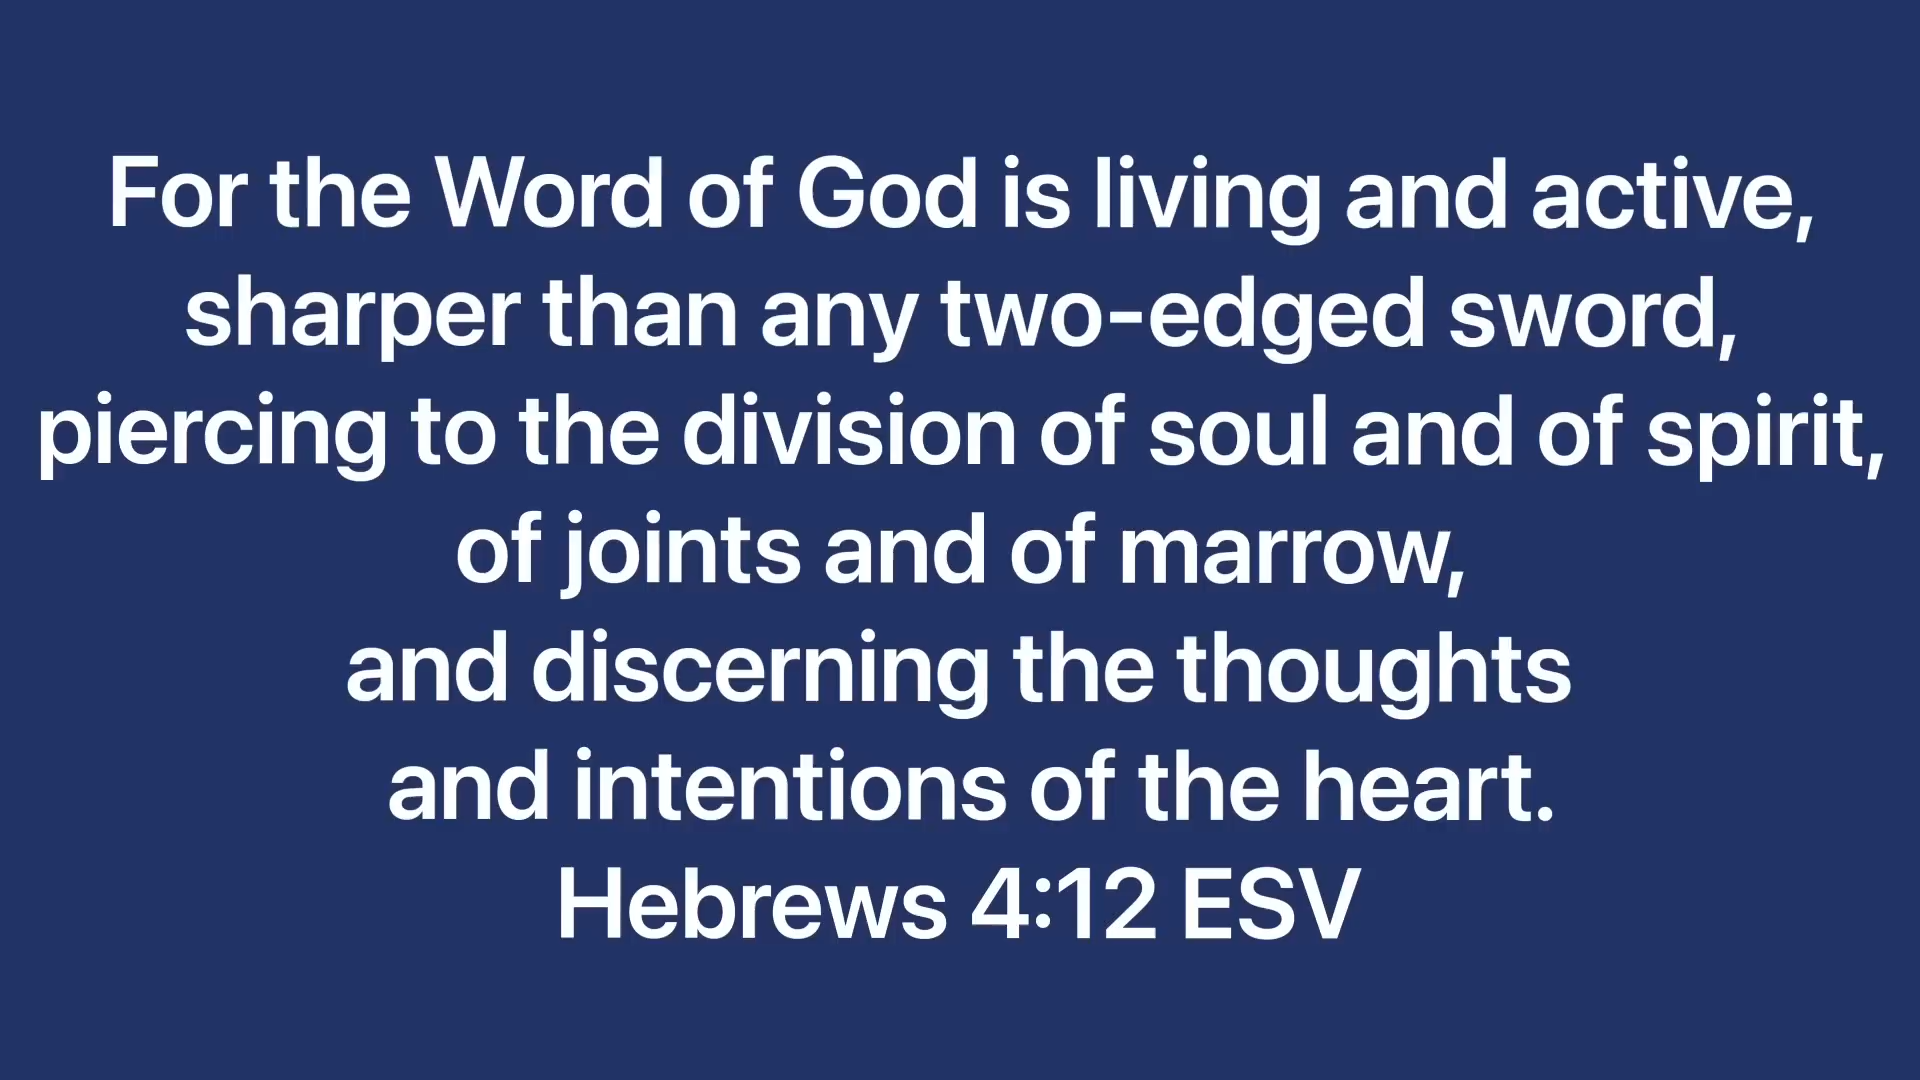 For the Word of God is living and active,
sharper than any two-edged sword,
piercing to the division of soul and of spirit,
of joints and of marrow,
and discerning the thoughts
and intentions of the heart.
Hebrews 4:12 ESV